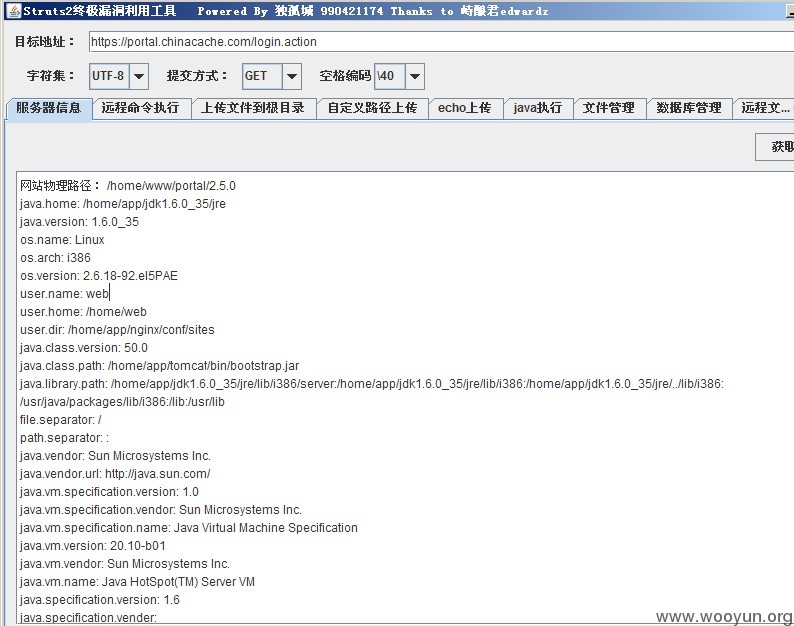 Struts2终极漏洞利用工具 Powered By 独孤城 990421174 Thanks to 峙酿君edwardz
目标地址： https://portal.chinacache.com/login.action
字符集： UTF-8 提交方式： GET 空格编码 \40
服务器信息 远程命令执行 上传文件到根目录 自定义路径上传 echo上传 java执行 文件管理 数据库管理 远程文...
获取
网站物理路径： /home/www/portal/2.5.0
java.home: /home/app/jdk1.6.0_35/jre
java.version: 1.6.0_35
os.name: Linux
os.arch: i386
os.version: 2.6.18-92.el5PAE
user.name: web
user.home: /home/web
user.dir: /home/app/nginx/conf/sites
java.class.version: 50.0
java.class.path: /home/app/tomcat/bin/bootstrap.jar
java.library.path: /home/app/jdk1.6.0_35/jre/lib/i386/server:/home/app/jdk1.6.0_35/jre/lib/i386:/home/app/jdk1.6.0_35/jre/../lib/i386:
/usr/java/packages/lib/i386:/lib:/usr/lib
file.separator: /
path.separator: :
java.vendor: Sun Microsystems Inc.
java.vendor.url: http://java.sun.com/
java.vm.specification.version: 1.0
java.vm.specification.vendor: Sun Microsystems Inc.
java.vm.specification.name: Java Virtual Machine Specification
java.vm.version: 20.10-b01
java.vm.vendor: Sun Microsystems Inc.
java.vm.name: Java HotSpot(TM) Server VM
java.specification.version: 1.6
java.specification.vender:
www.wooyun.org